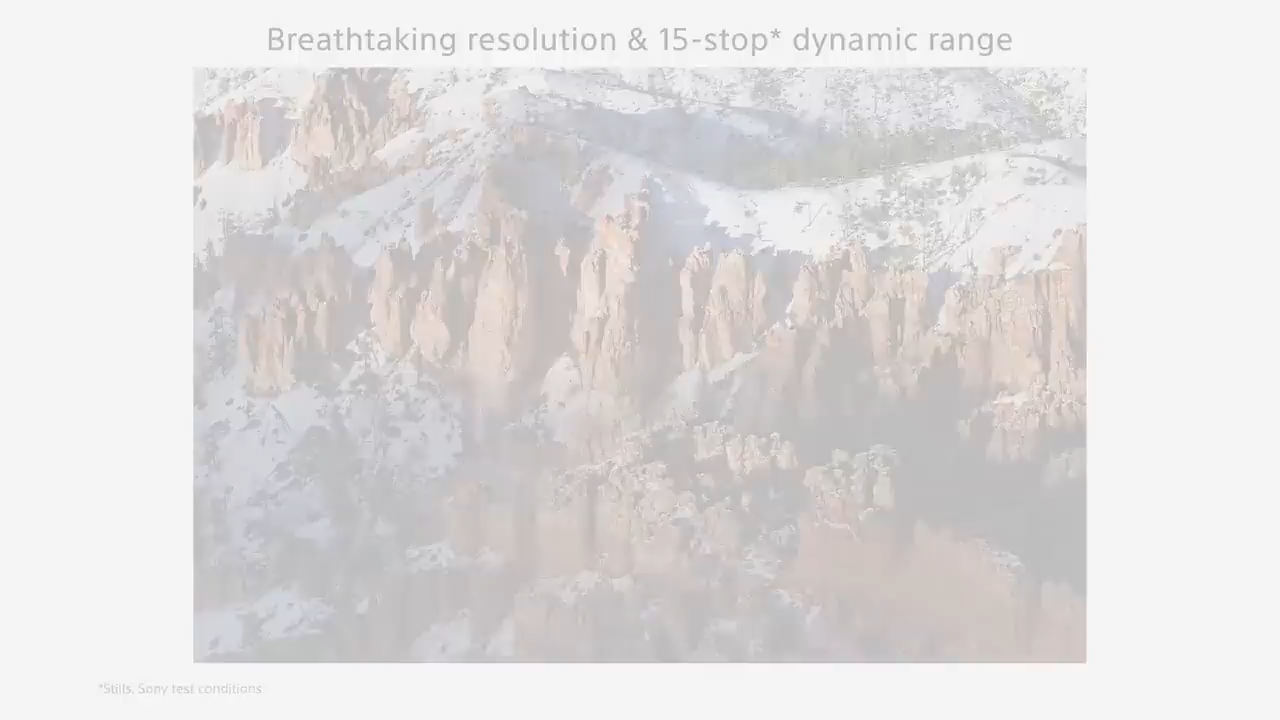 Breathtaking resolution & 15-stop* dynamic range
*Stills. Sony test conditions